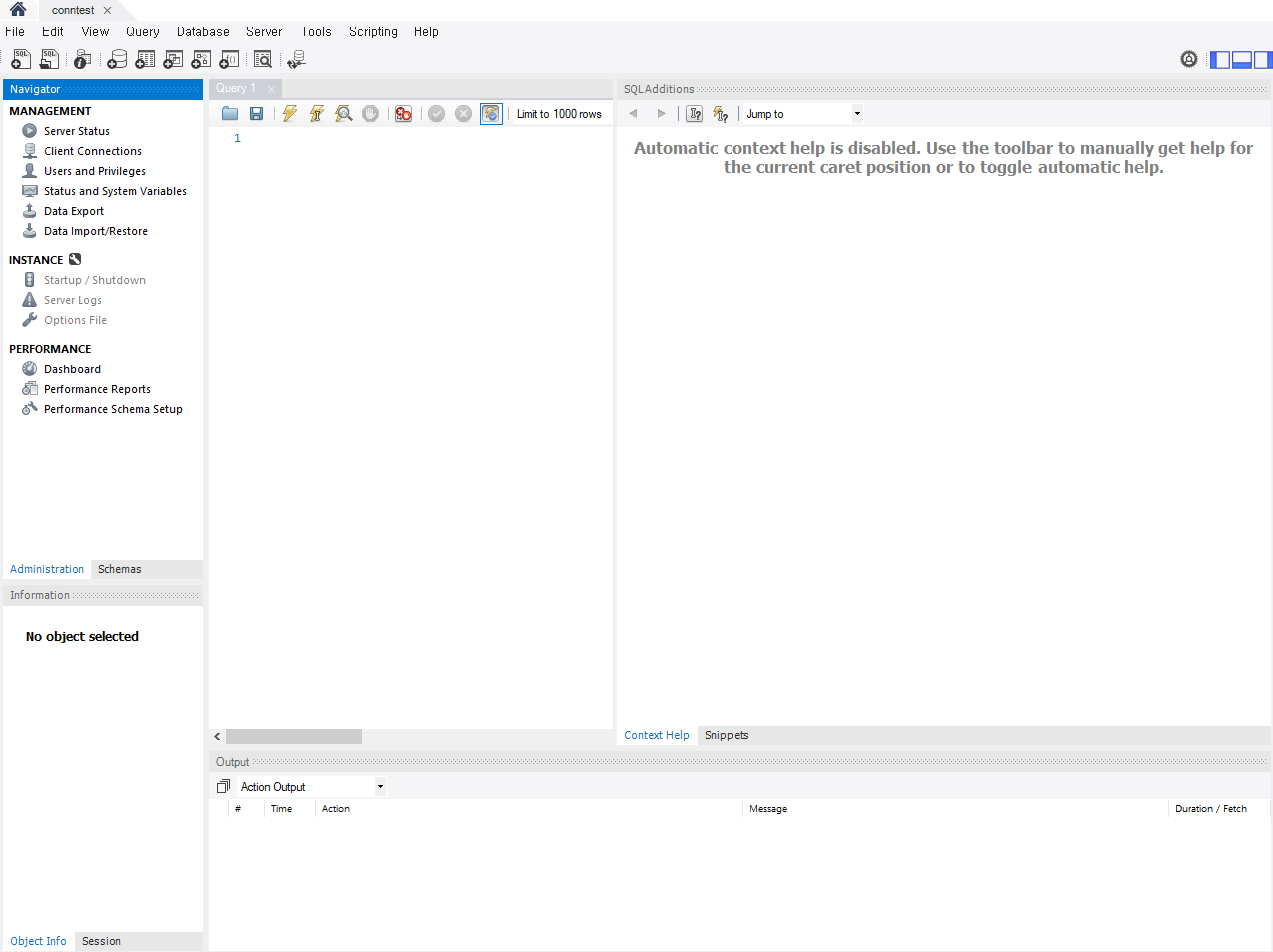 conntest
File Edit View Query Database Server Tools Scripting Help
Navigator
MANAGEMENT
Server Status
Client Connections
Users and Privileges
Status and System Variables
Data Export
Data Import/Restore
INSTANCE
Startup / Shutdown
Server Logs
Options File
PERFORMANCE
Dashboard
Performance Reports
Performance Schema Setup
Administration Schemas
Information
No object selected
Object Info Session
Query 1
Limit to 1000 rows
1
SQLAdditions
Jump to
Automatic context help is disabled. Use the toolbar to manually get help for
the current caret position or to toggle automatic help.
Context Help Snippets
Output
Action Output
# Time Action Message Duration / Fetch